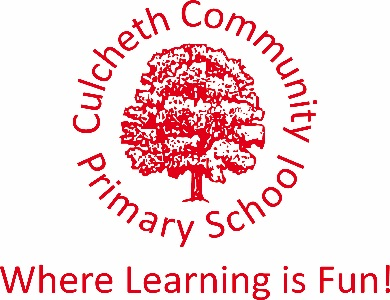 Culcheth Community
Primary School
Where Learning is Fun!